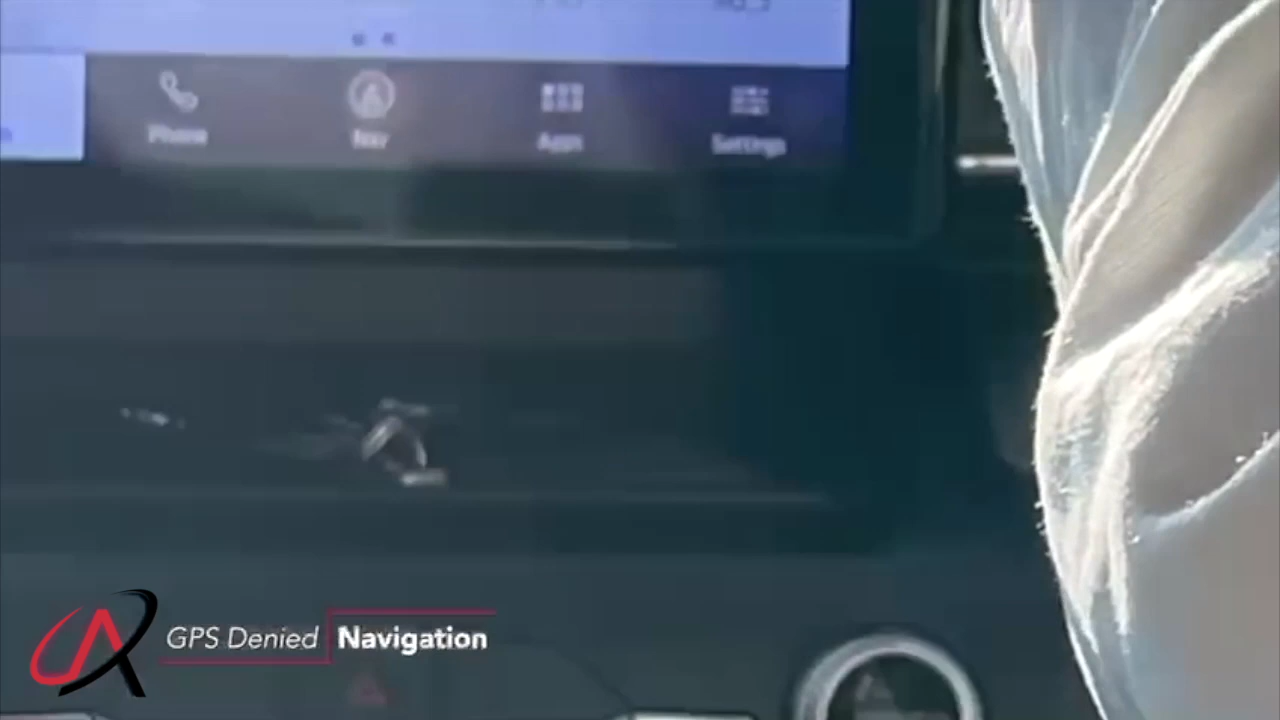 Phone
Nav
Apps
Settings
GPS Denied Navigation